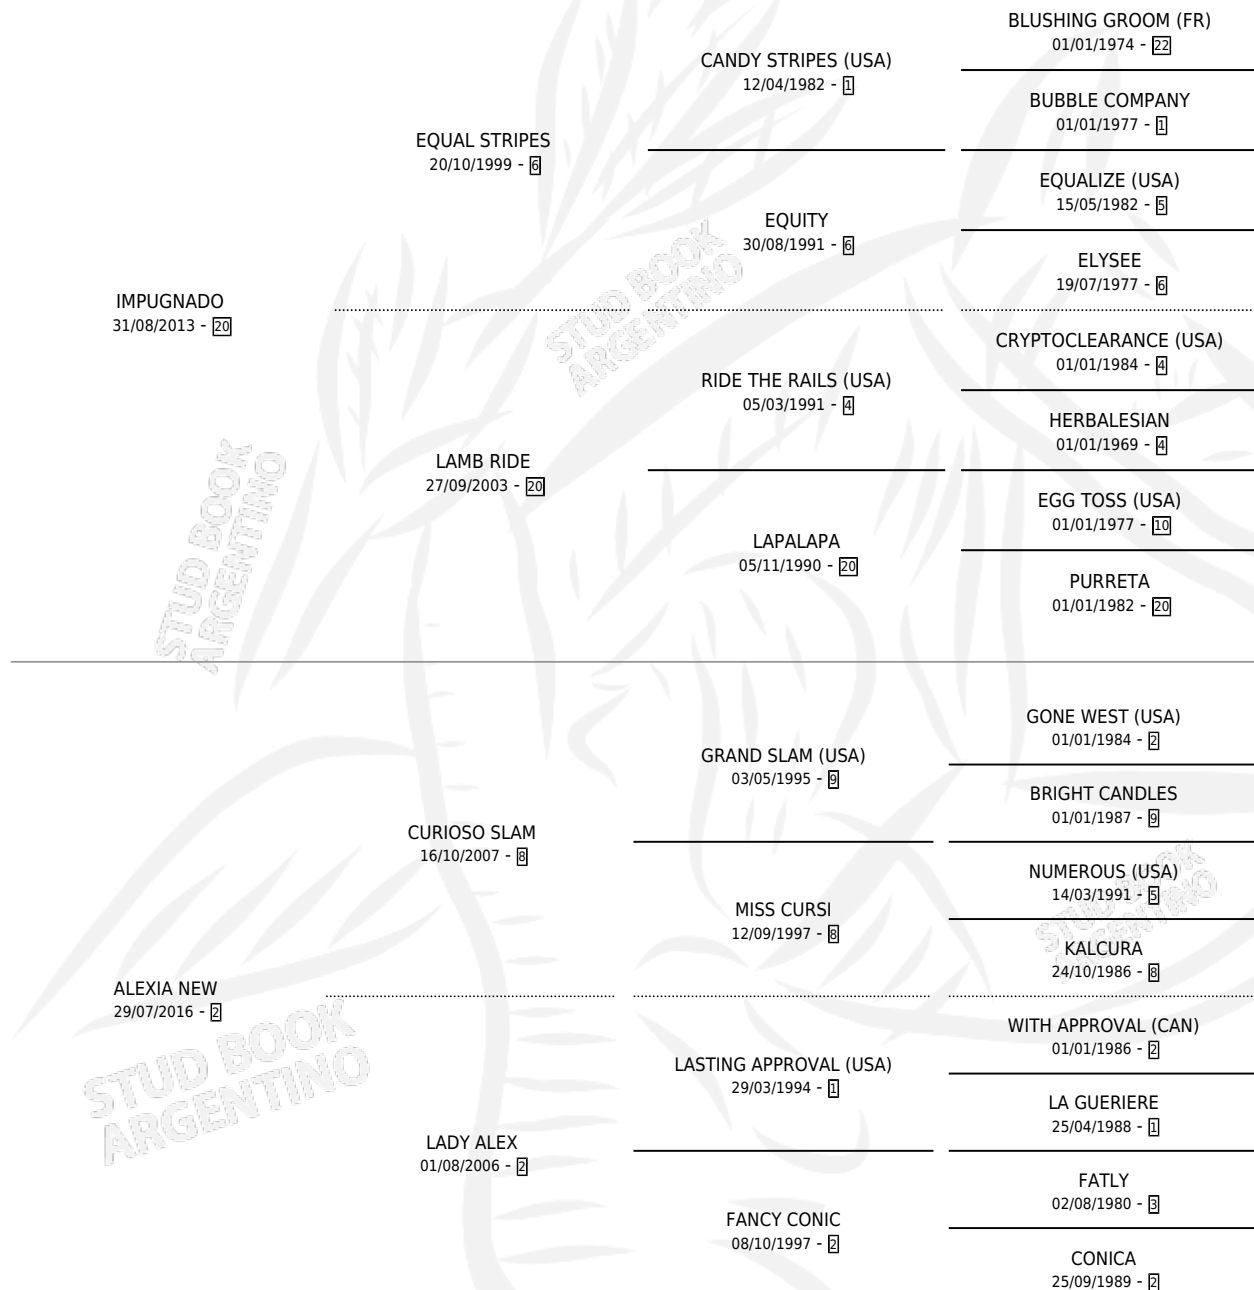 BLUSHING GROOM (FR)
01/01/1974 - 22
CANDY STRIPES (USA)
12/04/1982 - 1
BUBBLE COMPANY
01/01/1977 - 1
EQUAL STRIPES
20/10/1999 - 6
EQUALIZE (USA)
15/05/1982 - 5
EQUITY
30/08/1991 - 6
ELYSEE
19/07/1977 - 6
IMPUGNADO
31/08/2013 - 20
CRYPTOCLEARANCE (USA)
01/01/1984 - 4
RIDE THE RAILS (USA)
05/03/1991 - 4
HERBALESIAN
01/01/1969 - 4
LAMB RIDE
27/09/2003 - 20
EGG TOSS (USA)
01/01/1977 - 10
LAPALAPA
05/11/1990 - 20
PURRETA
01/01/1982 - 20
GONE WEST (USA)
01/01/1984 - 2
GRAND SLAM (USA)
03/05/1995 - 9
BRIGHT CANDLES
01/01/1987 - 9
CURIOSO SLAM
16/10/2007 - 8
NUMEROUS (USA)
14/03/1991 - 5
MISS CURSI
12/09/1997 - 8
KALCURA
24/10/1986 - 8
ALEXIA NEW
29/07/2016 - 2
WITH APPROVAL (CAN)
01/01/1986 - 2
LASTING APPROVAL (USA)
29/03/1994 - 1
LA GUERIERE
25/04/1988 - 1
LADY ALEX
01/08/2006 - 2
FATLY
02/08/1980 - 3
FANCY CONIC
08/10/1997 - 2
CONICA
25/09/1989 - 2
STUD BOOK
ARGENTINO
STUD BOOK
ARGENTINO
STUD BOOK
ARGENTINO
STUD BOOK
ARGENTINO